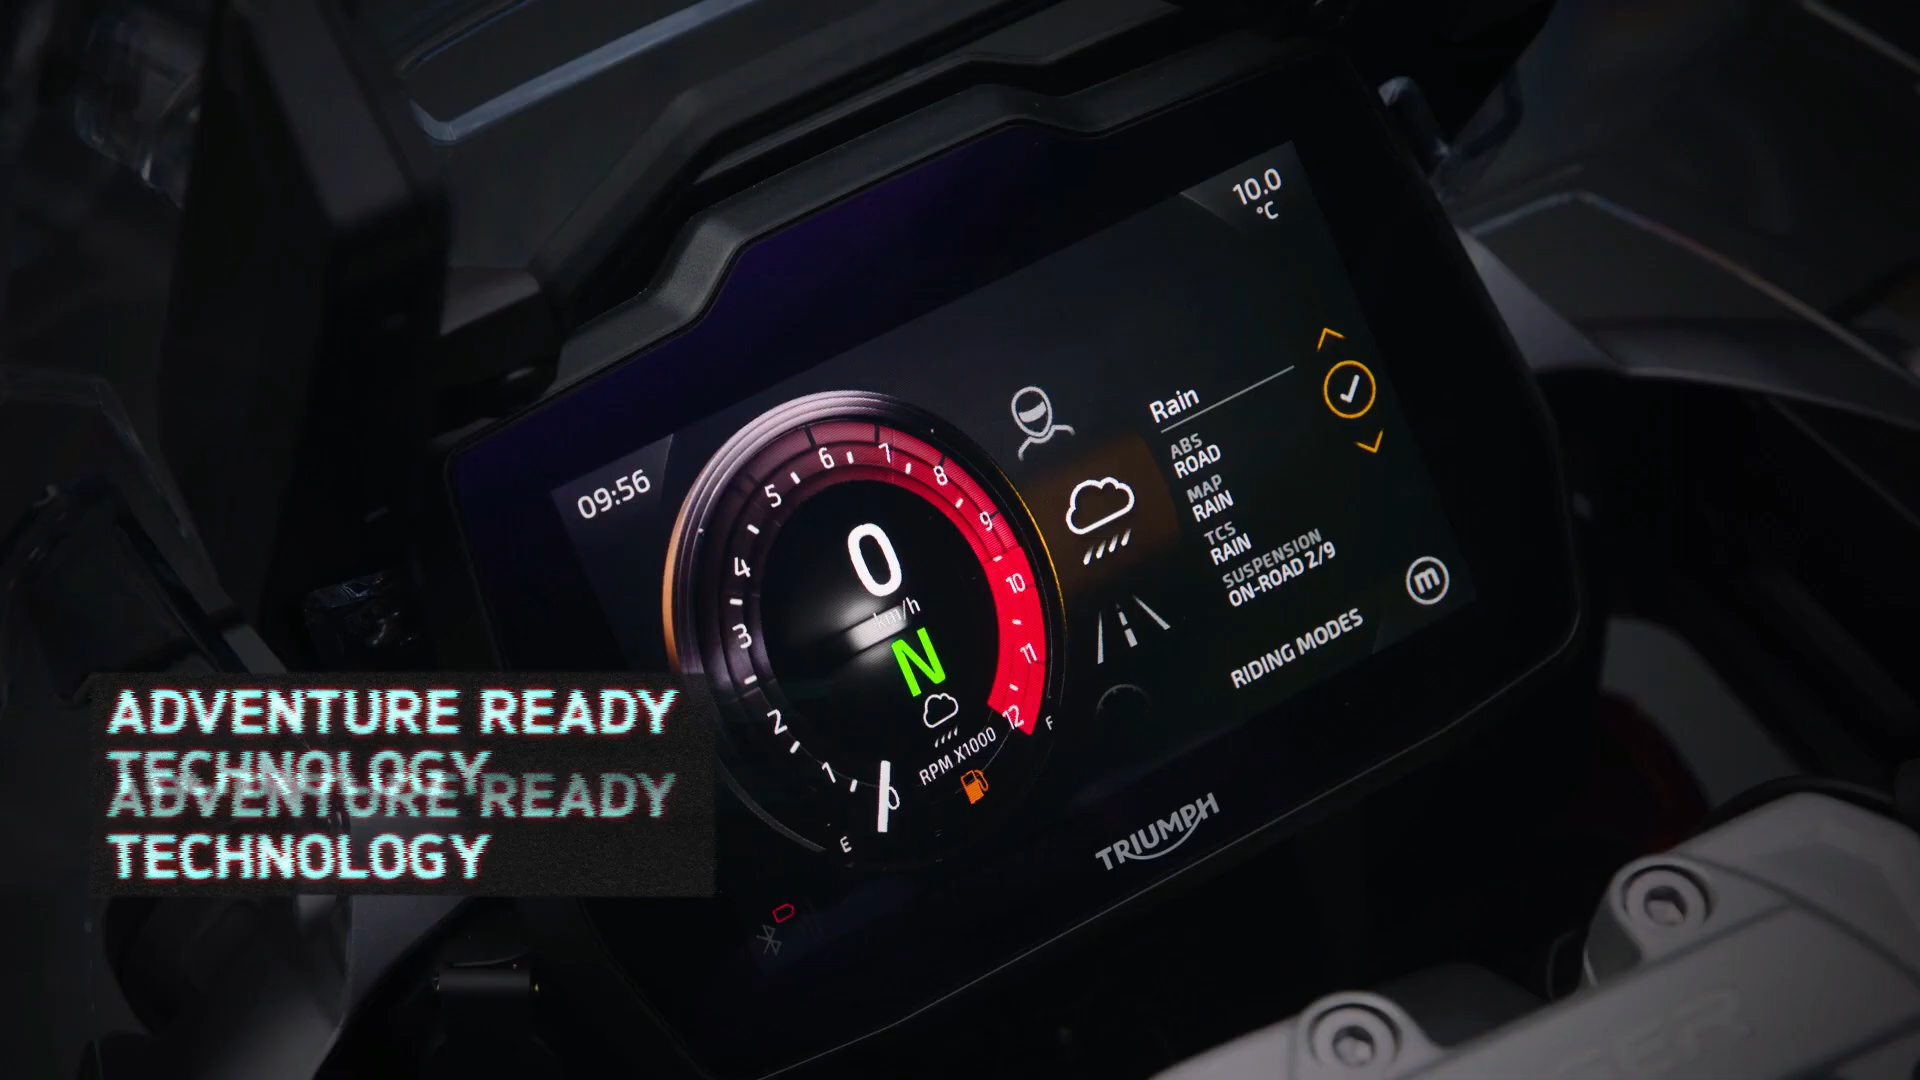 10.0
°C
09:56
Rain
ABS
ROAD
MAP
RAIN
TCS
RAIN
SUSPENSION
ON-ROAD 2/9
m
RIDING MODES
0
km/h
N
RPM X1000
0
1
2
3
4
5
6
7
8
9
10
11
12
E
F
TRIUMPH
ADVENTURE READY
TECHNOLOGY
ADVENTURE READY
TECHNOLOGY